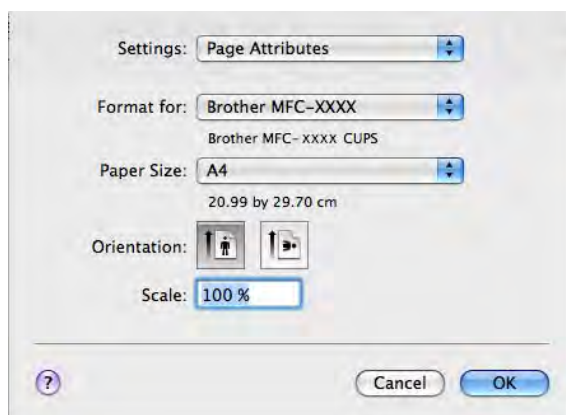 Settings: Page Attributes
Format for: Brother MFC-XXXX
Brother MFC- XXXX CUPS
Paper Size: A4
20.99 by 29.70 cm
Orientation:
Scale: 100 %
? Cancel OK